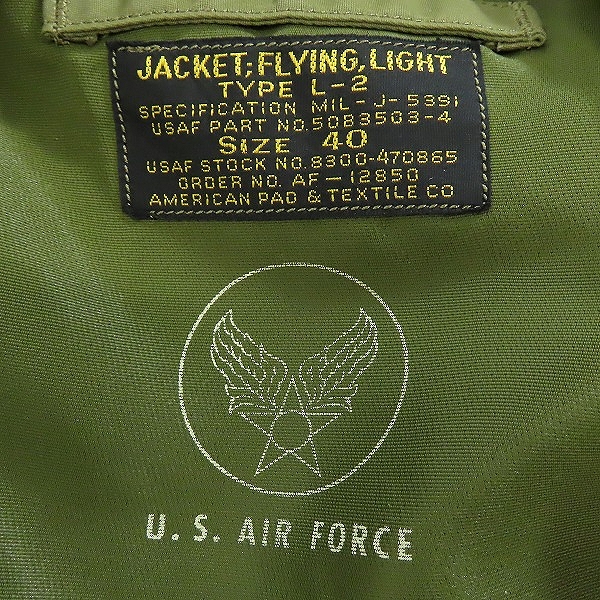 JACKET; FLYING, LIGHT
TYPE L-2
SPECIFICATION MIL-J-5391
USAF PART NO. 50B3503-4
SIZE 40
USAF STOCK NO. 8300-470865
ORDER NO. AF-12850
AMERICAN PAD & TEXTILE CO
U.S. AIR FORCE